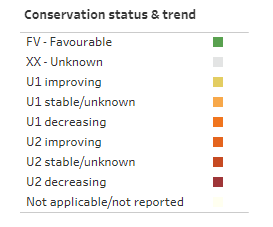 Conservation status & trend
FV - Favourable
XX - Unknown
U1 improving
U1 stable/unknown
U1 decreasing
U2 improving
U2 stable/unknown
U2 decreasing
Not applicable/not reported